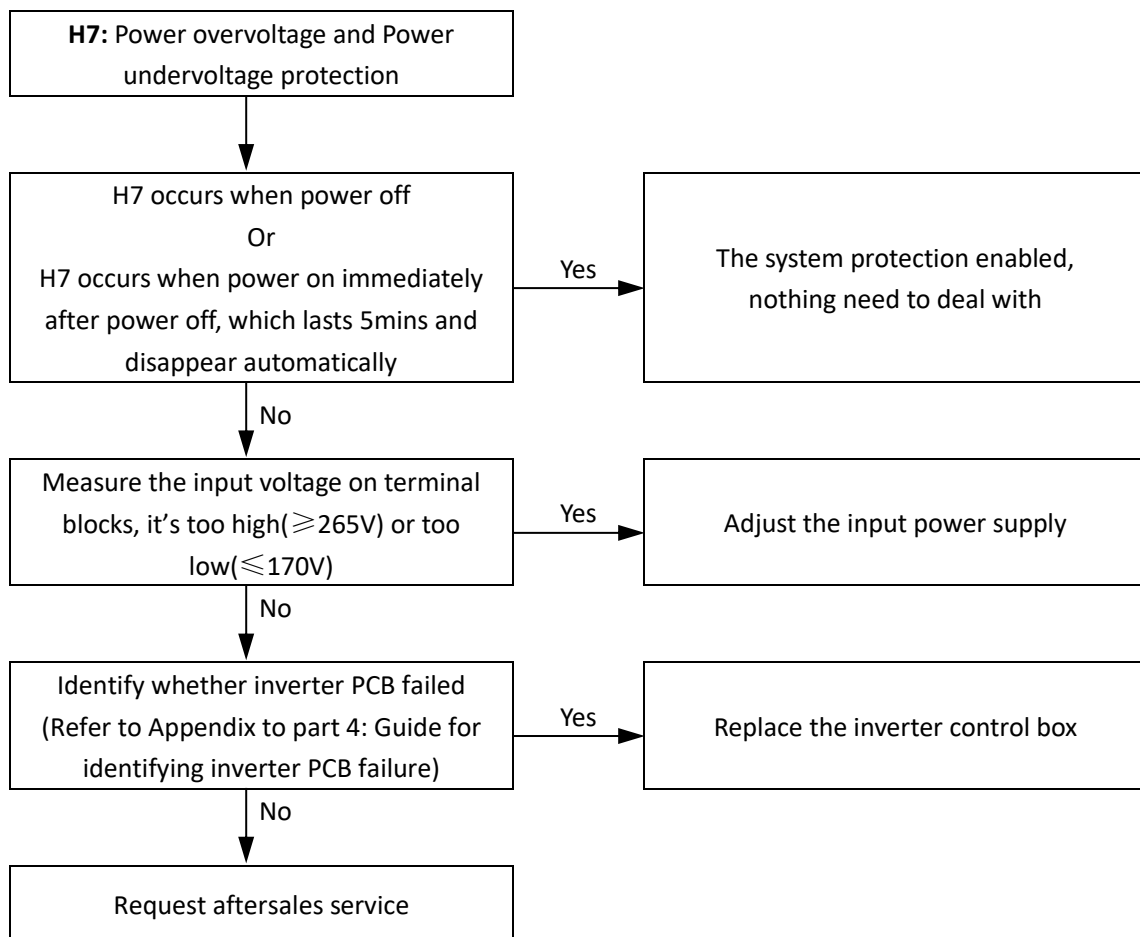 H7: Power overvoltage and Power
undervoltage protection
H7 occurs when power off
Or
H7 occurs when power on immediately
after power off, which lasts 5mins and
disappear automatically
Yes
The system protection enabled,
nothing need to deal with
No
Measure the input voltage on terminal
blocks, it’s too high(≥265V) or too
low(≤170V)
Yes
Adjust the input power supply
No
Identify whether inverter PCB failed
(Refer to Appendix to part 4: Guide for
identifying inverter PCB failure)
Yes
Replace the inverter control box
No
Request aftersales service